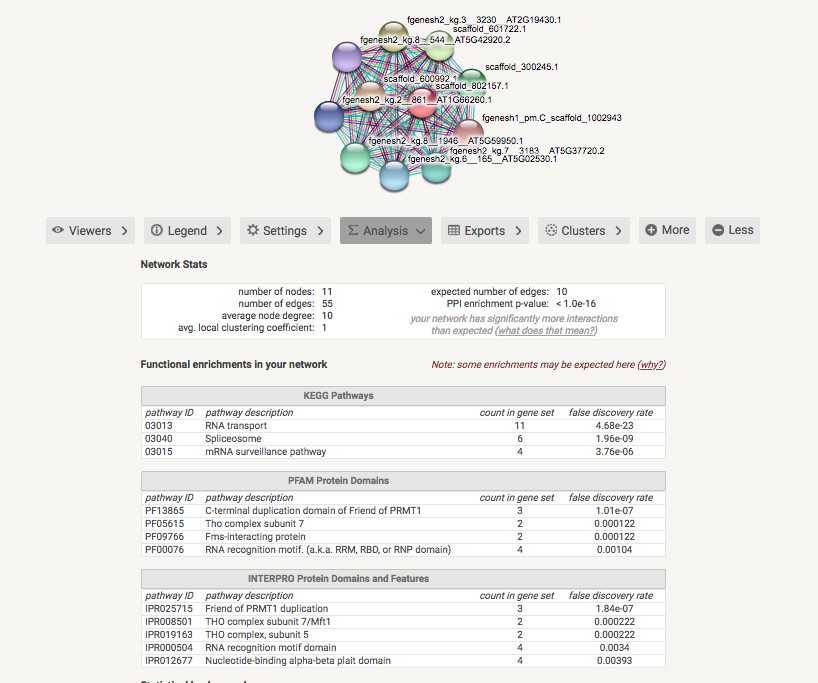 fgenesh2_kg.3__3230__AT2G19430.1
scaffold_601722.1
fgenesh2_kg.8__544__AT5G42920.2
scaffold_300245.1
scaffold_600992.1
scaffold_802157.1
fgenesh2_kg.2__861__AT1G66260.1
fgenesh1_pm.C_scaffold_1002943
fgenesh2_kg.8__1946__AT5G59950.1
fgenesh2_kg.7__3183__AT5G37720.2
fgenesh2_kg.6__165__AT5G02530.1
Viewers Legend Settings Analysis Exports Clusters More Less
Network Stats
number of nodes: 11 expected number of edges: 10
number of edges: 55 PPI enrichment p-value: < 1.0e-16
average node degree: 10 your network has significantly more interactions
avg. local clustering coefficient: 1 than expected (what does that mean?)
Functional enrichments in your network Note: some enrichments may be expected here (why?)
KEGG Pathways
pathway ID pathway description count in gene set false discovery rate
03013 RNA transport 11 4.68e-23
03040 Spliceosome 6 1.96e-09
03015 mRNA surveillance pathway 4 3.76e-06
PFAM Protein Domains
pathway ID pathway description count in gene set false discovery rate
PF13865 C-terminal duplication domain of Friend of PRMT1 3 1.01e-07
PF05615 Tho complex subunit 7 2 0.000122
PF09766 Fms-interacting protein 2 0.000122
PF00076 RNA recognition motif. (a.k.a. RRM, RBD, or RNP domain) 4 0.00104
INTERPRO Protein Domains and Features
pathway ID pathway description count in gene set false discovery rate
IPR025715 Friend of PRMT1 duplication 3 1.84e-07
IPR008501 THO complex subunit 7/Mft1 2 0.000222
IPR019163 THO complex, subunit 5 2 0.000222
IPR000504 RNA recognition motif domain 4 0.0034
IPR012677 Nucleotide-binding alpha-beta plait domain 4 0.00393